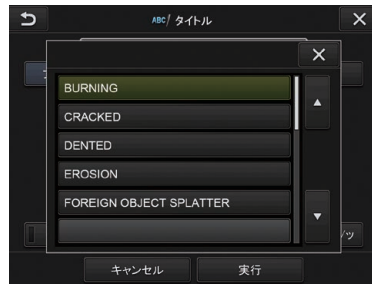 ABC/ タイトル
BURNING
CRACKED
DENTED
EROSION
FOREIGN OBJECT SPLATTER
キャンセル
実行